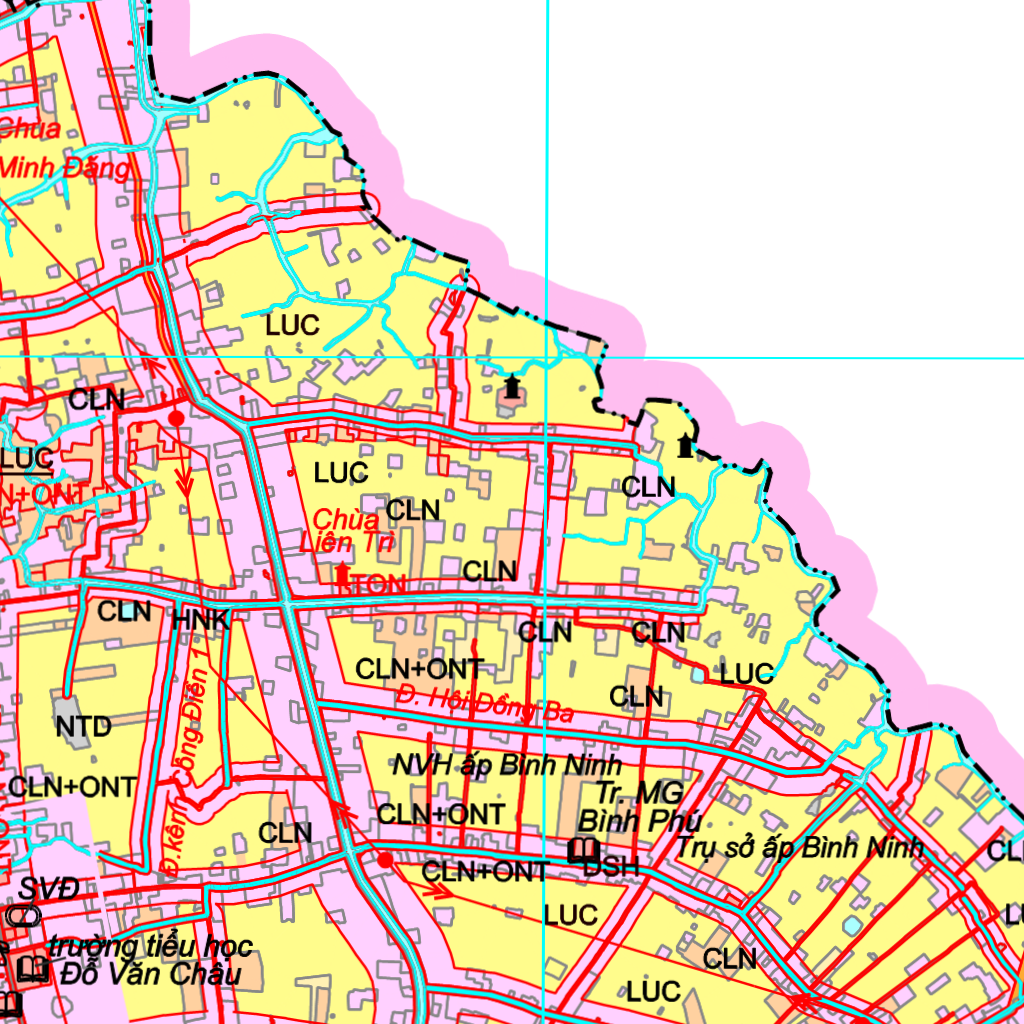 Chùa
Minh Đăng
LUC
CLN
LUC
N+ONT
LUC
CLN
CLN
Chùa
Liên Trì
TON
CLN
CLN
HNK
CLN
CLN
LUC
CLN+ONT
CLN
Đ. Hội Đồng Ba
Đ. kênh Công Điền 1
NTD
NVH ấp Bình Ninh
CLN+ONT
Tr. MG
Bình Phú
CLN+ONT
CLN
Trụ sở ấp Bình Ninh
CLN+ONT
DSH
SVĐ
LUC
trường tiểu học
Đỗ Văn Châu
CLN
LUC